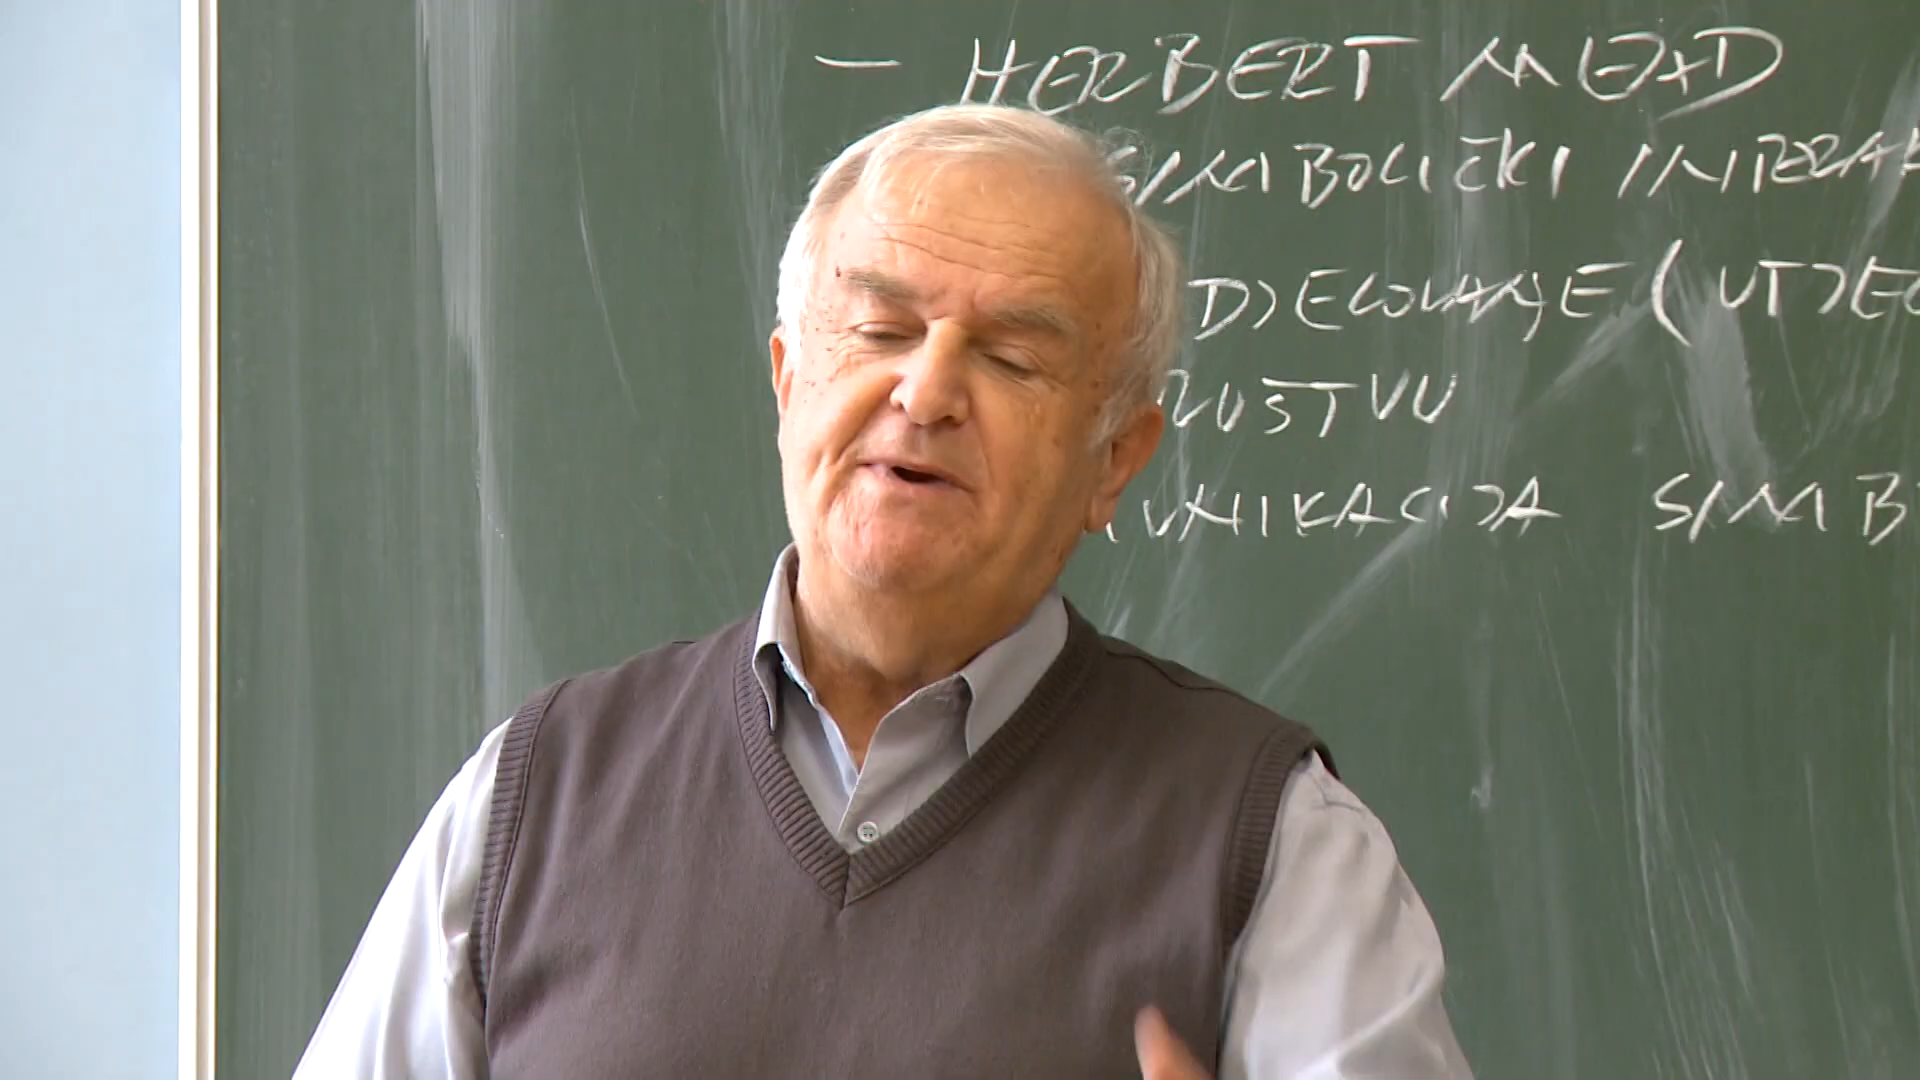 — HERBERT MEAD
SIMBOLIČKI INTERAK
DJELOVANJE (UTJEC
RUŠTVU
UNIKACIJA SIMB